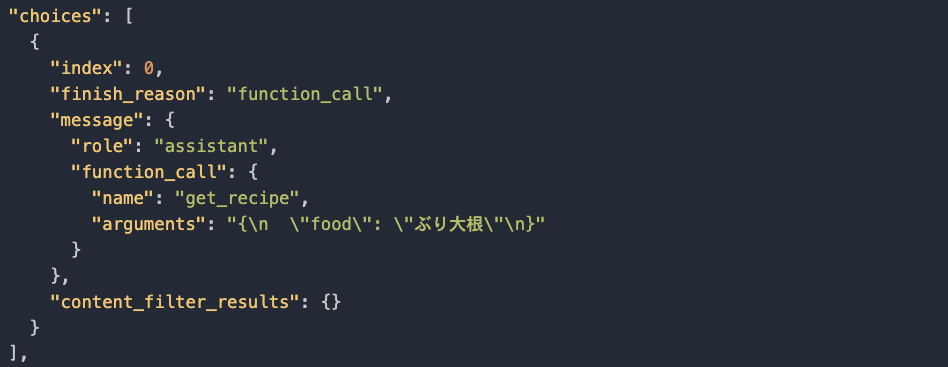 "choices": [
  {
    "index": 0,
    "finish_reason": "function_call",
    "message": {
      "role": "assistant",
      "function_call": {
        "name": "get_recipe",
        "arguments": "{\n  \"food\": \"ぶり大根\"\n}"
      }
    },
    "content_filter_results": {}
  }
],